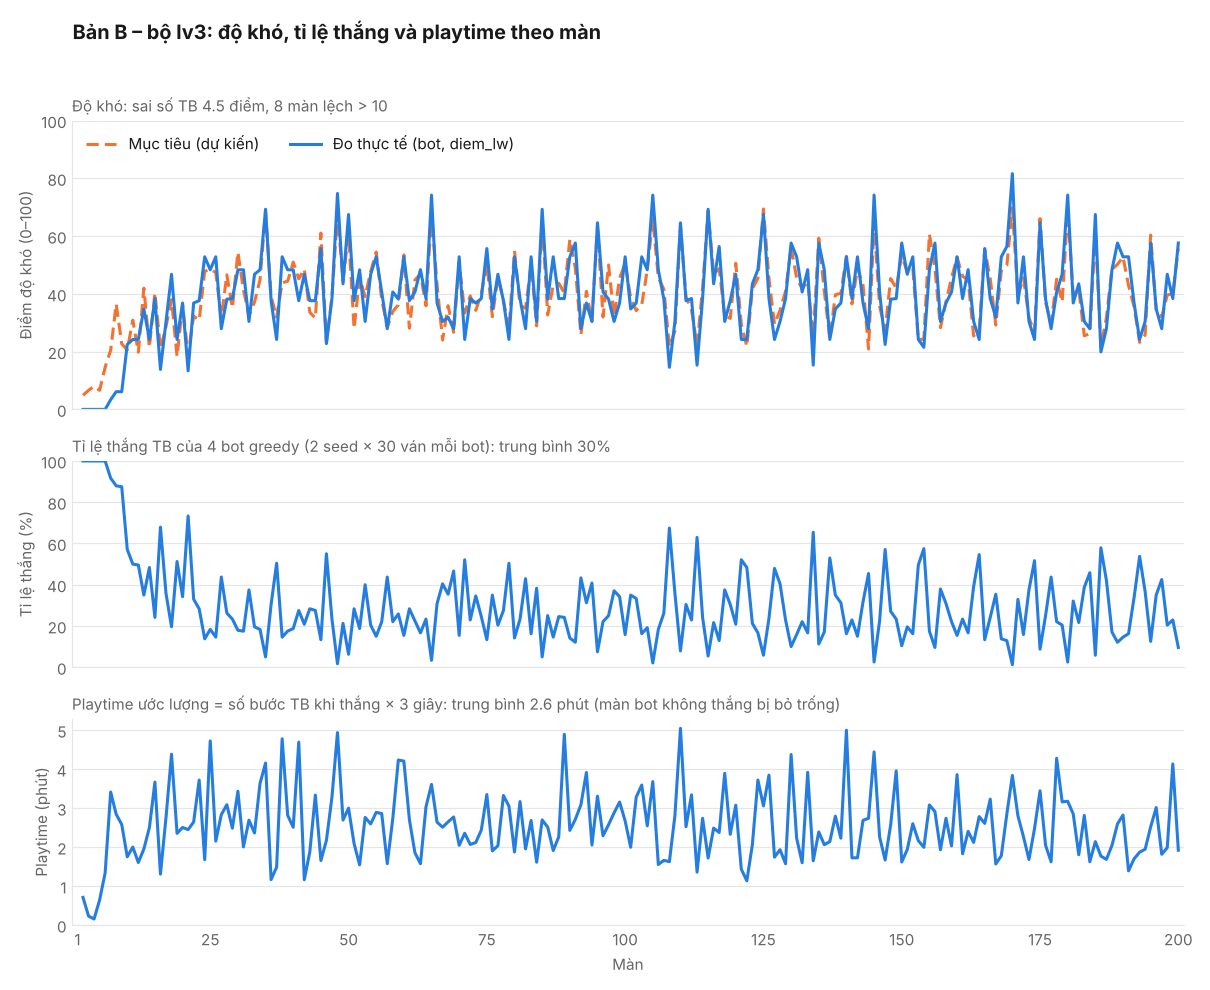 Bản B – bộ lv3: độ khó, tỉ lệ thắng và playtime theo màn
Độ khó: sai số TB 4.5 điểm, 8 màn lệch > 10
Mục tiêu (dự kiến)
Đo thực tế (bot, diem_lw)
Điểm độ khó (0–100)
100
80
60
40
20
0
Tỉ lệ thắng TB của 4 bot greedy (2 seed × 30 ván mỗi bot): trung bình 30%
Tỉ lệ thắng (%)
100
80
60
40
20
0
Playtime ước lượng = số bước TB khi thắng × 3 giây: trung bình 2.6 phút (màn bot không thắng bị bỏ trống)
Playtime (phút)
5
4
3
2
1
0
1 25 50 75 100 125 150 175 200
Màn